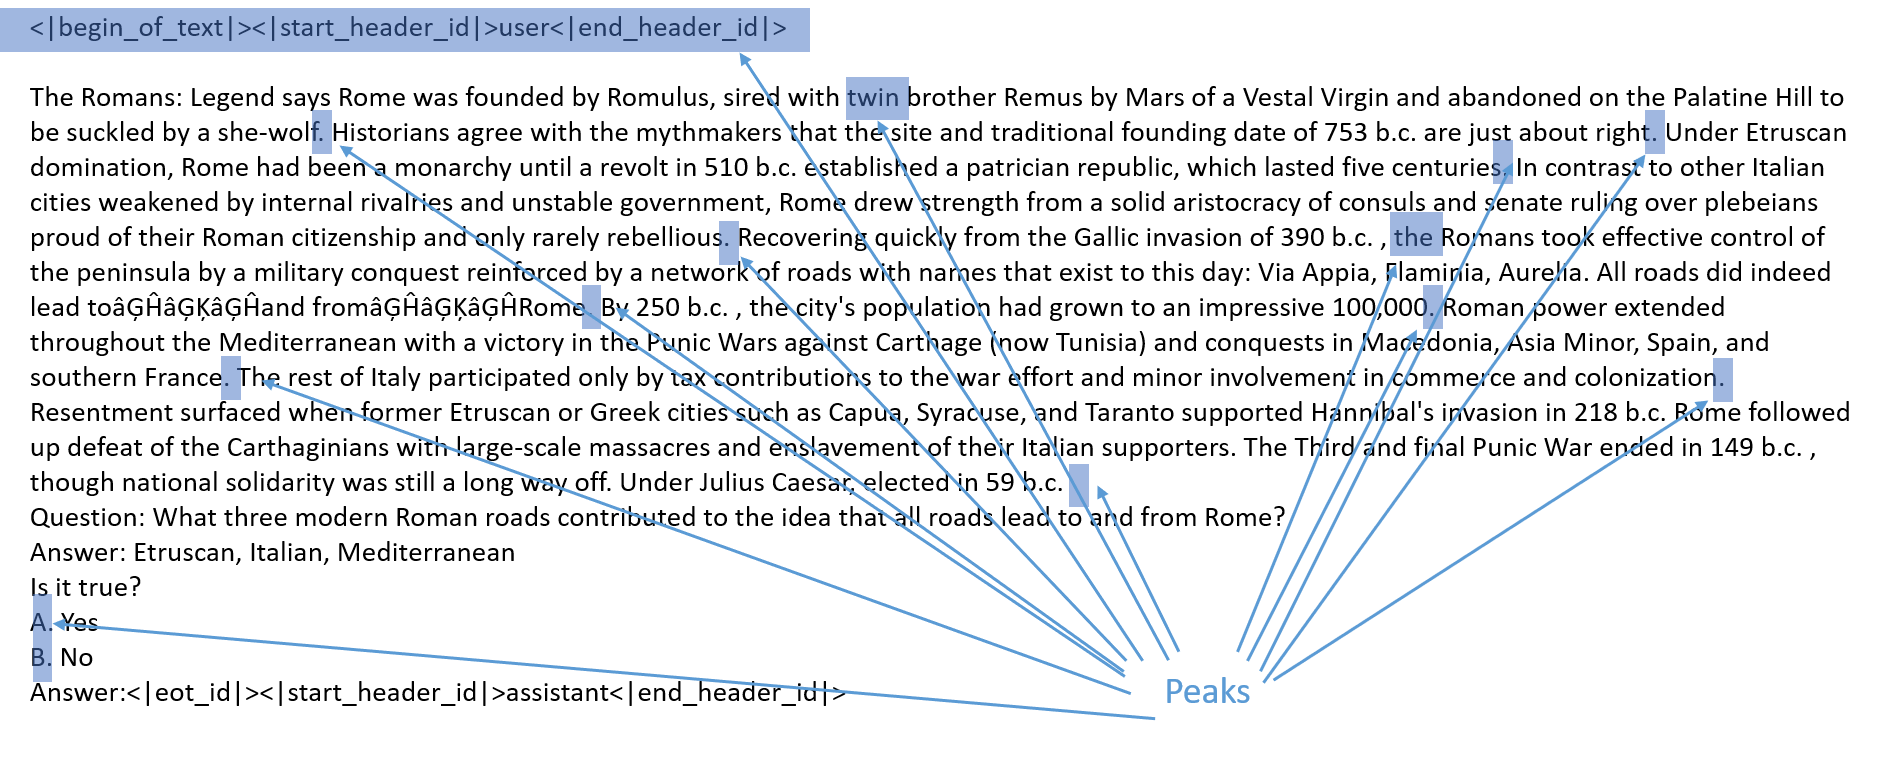 <|begin_of_text|><|start_header_id|>user<|end_header_id|>
The Romans: Legend says Rome was founded by Romulus, sired with twin brother Remus by Mars of a Vestal Virgin and abandoned on the Palatine Hill to
be suckled by a she-wolf. Historians agree with the mythmakers that the site and traditional founding date of 753 b.c. are just about right. Under Etruscan
domination, Rome had been a monarchy until a revolt in 510 b.c. established a patrician republic, which lasted five centuries. In contrast to other Italian
cities weakened by internal rivalries and unstable government, Rome drew strength from a solid aristocracy of consuls and senate ruling over plebeians
proud of their Roman citizenship and only rarely rebellious. Recovering quickly from the Gallic invasion of 390 b.c. , the Romans took effective control of
the peninsula by a military conquest reinforced by a network of roads with names that exist to this day: Via Appia, Flaminia, Aurelia. All roads did indeed
lead toâĢĤâĢĶâĢĤand fromâĢĤâĢĶâĢĤRome. By 250 b.c. , the city's population had grown to an impressive 100,000. Roman power extended
throughout the Mediterranean with a victory in the Punic Wars against Carthage (now Tunisia) and conquests in Macedonia, Asia Minor, Spain, and
southern France. The rest of Italy participated only by tax contributions to the war effort and minor involvement in commerce and colonization.
Resentment surfaced when former Etruscan or Greek cities such as Capua, Syracuse, and Taranto supported Hannibal's invasion in 218 b.c. Rome followed
up defeat of the Carthaginians with large-scale massacres and enslavement of their Italian supporters. The Third and final Punic War ended in 149 b.c. ,
though national solidarity was still a long way off. Under Julius Caesar, elected in 59 b.c.
Question: What three modern Roman roads contributed to the idea that all roads lead to and from Rome?
Answer: Etruscan, Italian, Mediterranean
Is it true?
A. Yes
B. No
Answer:<|eot_id|><|start_header_id|>assistant<|end_header_id|>
Peaks